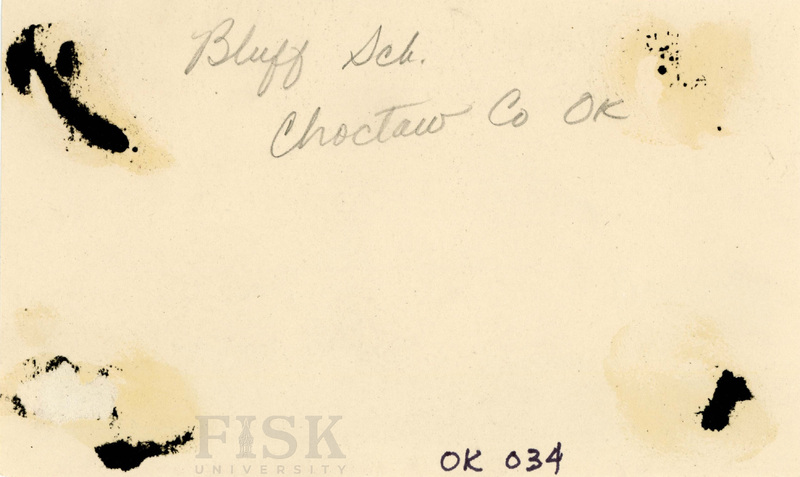 Bluff Sch.
Choctaw Co OK
FISK
UNIVERSITY
OK 034